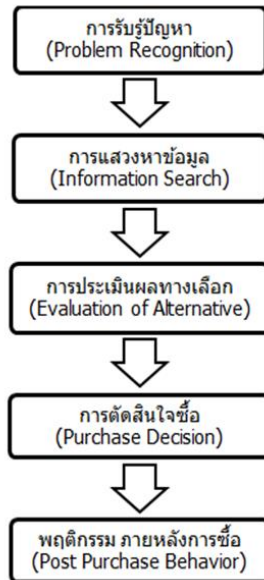 การรับรู้ปัญหา
(Problem Recognition)
การแสวงหาข้อมูล
(Information Search)
การประเมินผลทางเลือก
(Evaluation of Alternative)
การตัดสินใจซื้อ
(Purchase Decision)
พฤติกรรม ภายหลังการซื้อ
(Post Purchase Behavior)